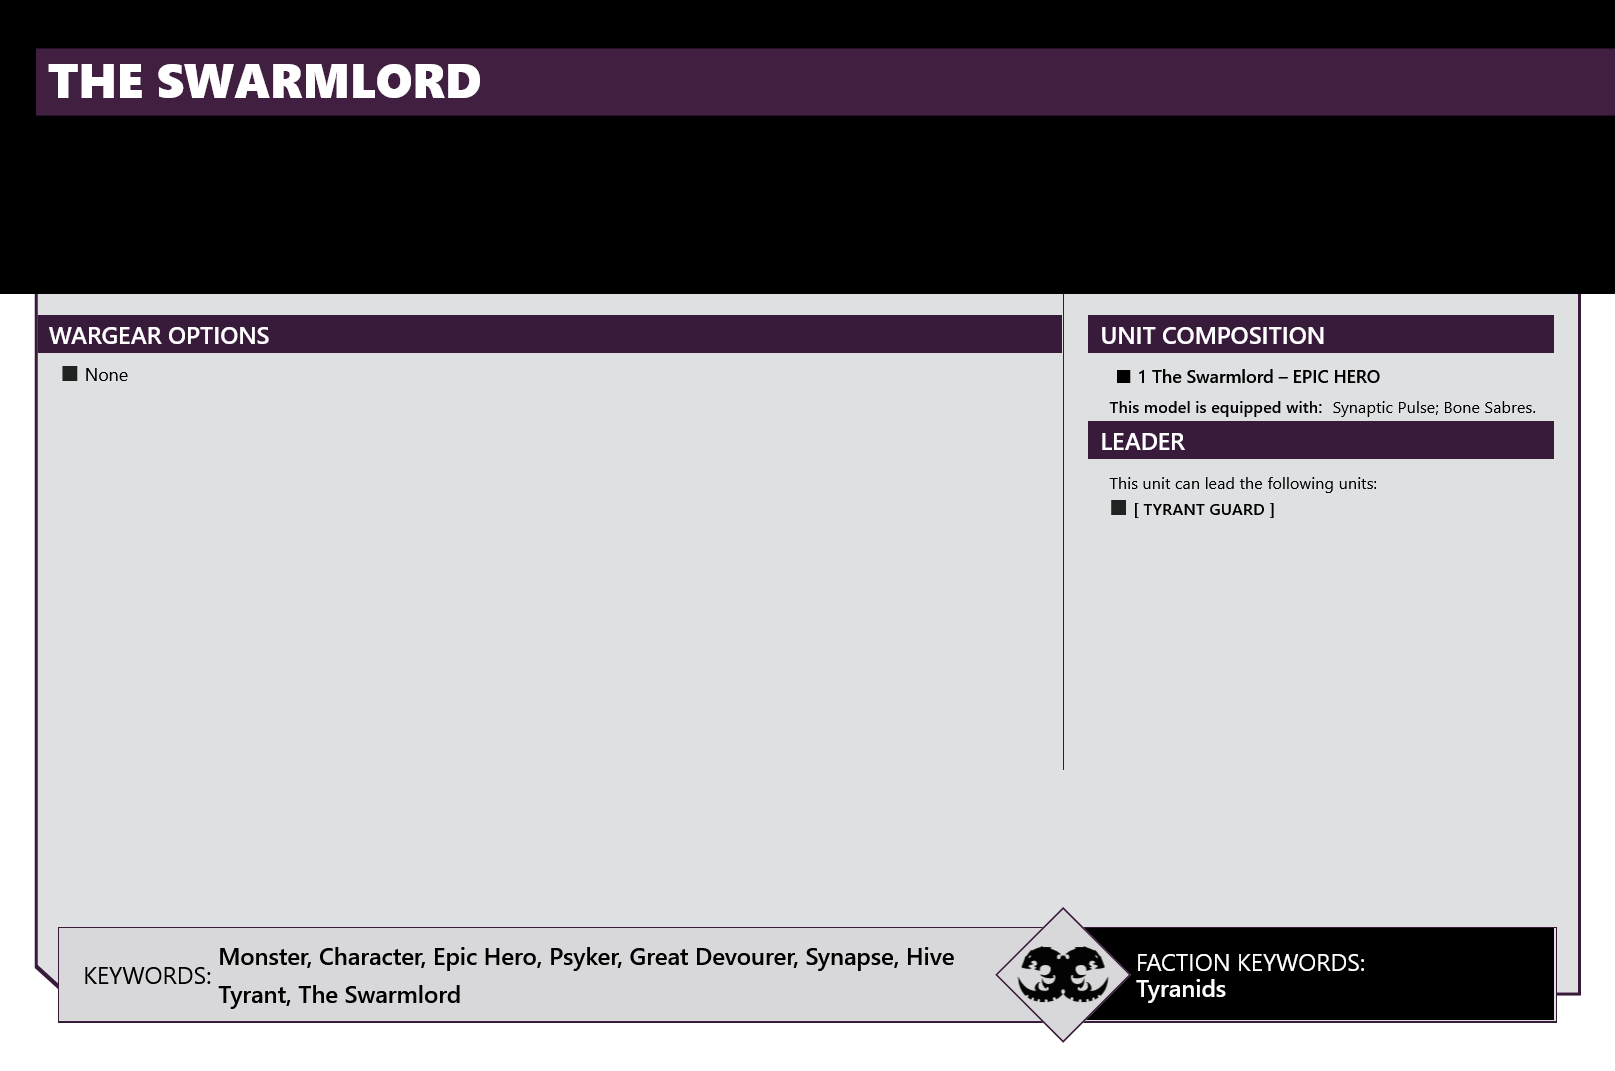 THE SWARMLORD
WARGEAR OPTIONS
■ None
UNIT COMPOSITION
■ 1 The Swarmlord – EPIC HERO
This model is equipped with: Synaptic Pulse; Bone Sabres.
LEADER
This unit can lead the following units:
■ [ TYRANT GUARD ]
KEYWORDS: Monster, Character, Epic Hero, Psyker, Great Devourer, Synapse, Hive
Tyrant, The Swarmlord
FACTION KEYWORDS:
Tyranids